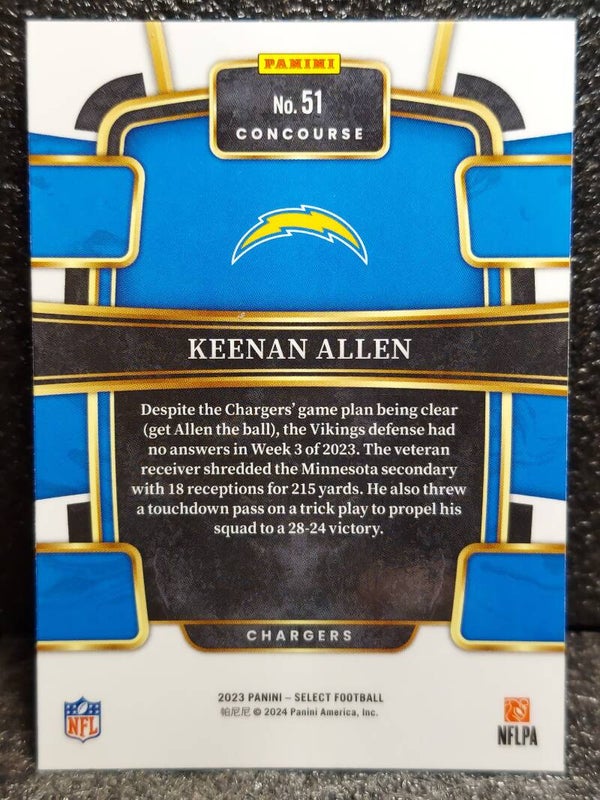 PANINI
No. 51
CONCOURSE
KEENAN ALLEN
Despite the Chargers' game plan being clear
(get Allen the ball), the Vikings defense had
no answers in Week 3 of 2023. The veteran
receiver shredded the Minnesota secondary
with 18 receptions for 215 yards. He also threw
a touchdown pass on a trick play to propel his
squad to a 28-24 victory.
CHARGERS
2023 PANINI – SELECT FOOTBALL
帕尼尼 © 2024 Panini America, Inc.
NFL
NFLPA